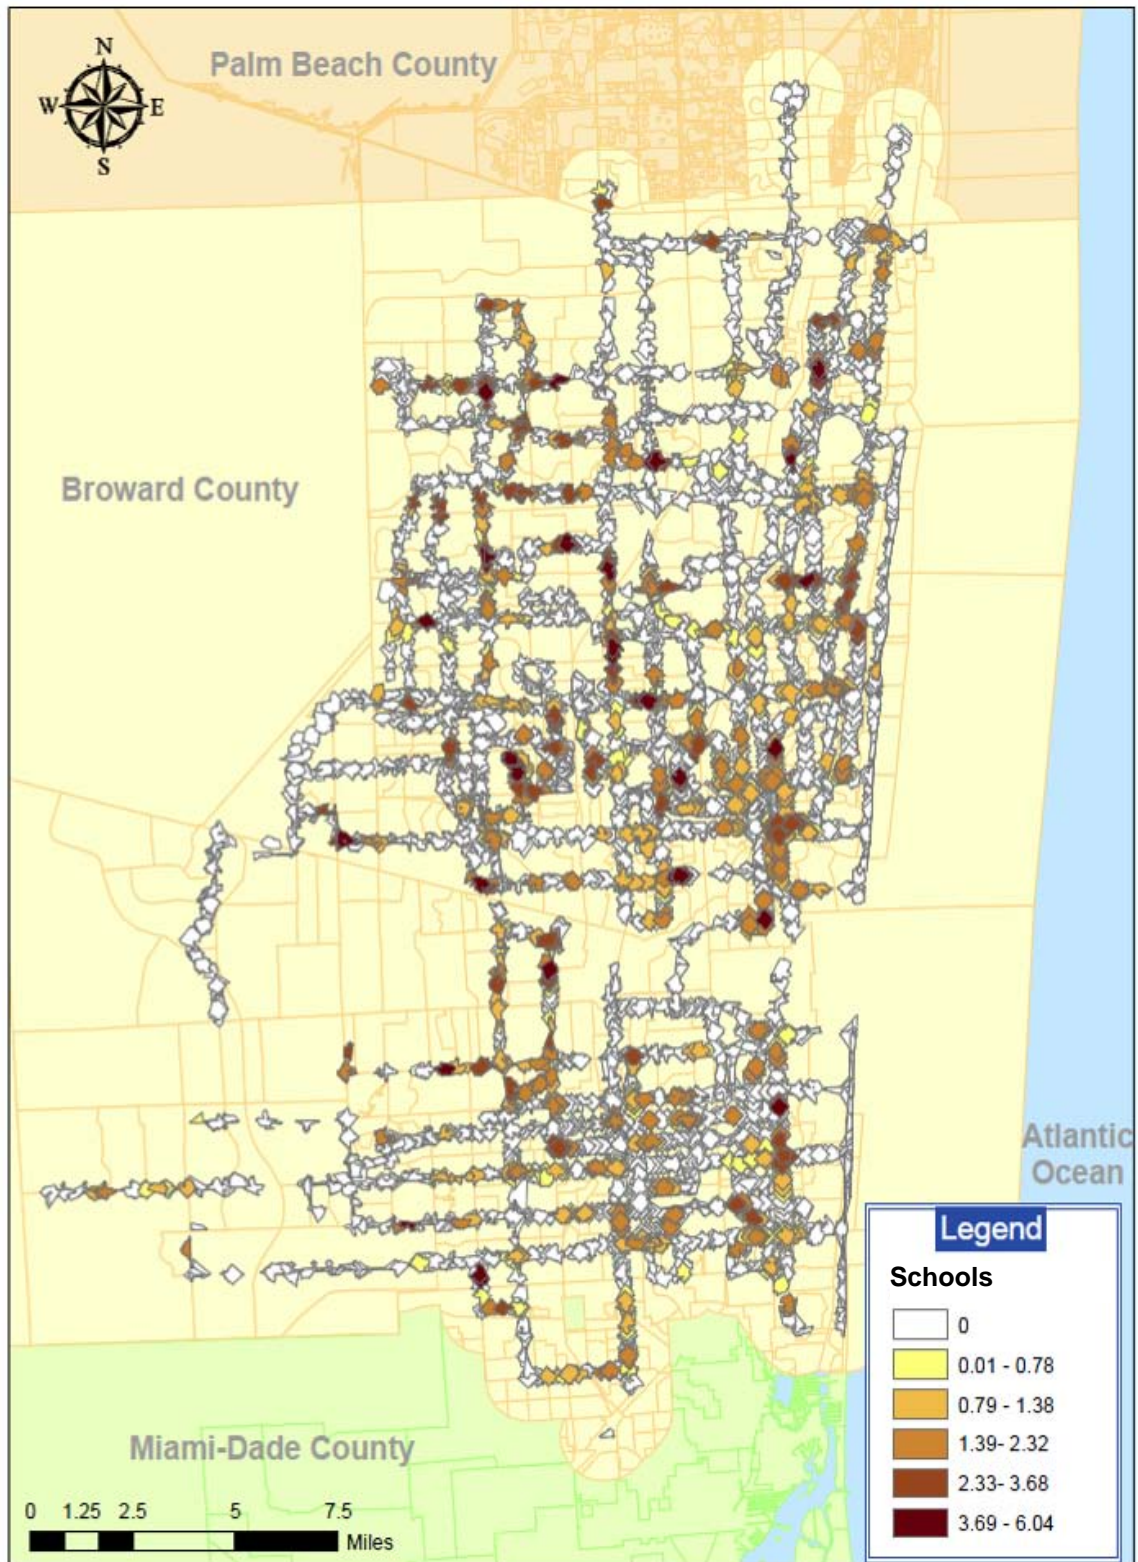 N
Palm Beach County
W E
S
Broward County
Atlantic
Ocean
Legend
Schools
0
0.01 - 0.78
0.79 - 1.38
1.39- 2.32
2.33- 3.68
3.69 - 6.04
Miami-Dade County
0 1.25 2.5 5 7.5
Miles